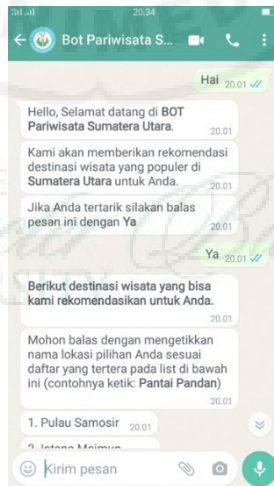 20.34
Bot Pariwisata S...
Hai 20.01
Hello, Selamat datang di BOT
Pariwisata Sumatera Utara. 20.01
Kami akan memberikan rekomendasi
destinasi wisata yang populer di
Sumatera Utara untuk Anda. 20.01
Jika Anda tertarik silakan balas
pesan ini dengan Ya 20.01
Ya 20.01
Berikut destinasi wisata yang bisa
kami rekomendasikan untuk Anda.
20.01
Mohon balas dengan mengetikkan
nama lokasi pilihan Anda sesuai
daftar yang tertera pada list di bawah
ini (contohnya ketik: Pantai Pandan)
20.01
1. Pulau Samosir 20.01
2. Istana Maimun
Kirim pesan